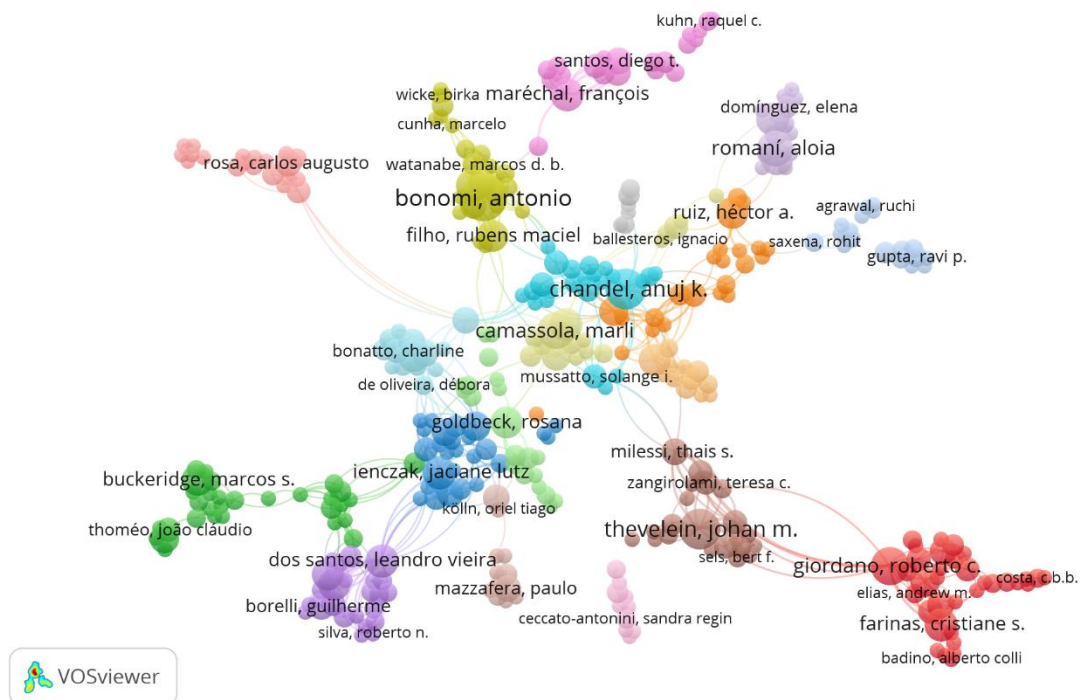 kuhn, raquel c.
santos, diego t.
wicke, birka
maréchal, françois
domínguez, elena
cunha, marcelo
romaní, aloia
rosa, carlos augusto
watanabe, marcos d. b.
bonomi, antonio
agrawal, ruchi
ruiz, héctor a.
filho, rubens maciel
ballesteros, ignacio
saxena, rohit
gupta, ravi p.
chandel, anuj k.
camassola, marli
bonatto, charline
mussatto, solange i.
de oliveira, débora
goldbeck, rosana
milessi, thais s.
ienczak, jaciane lutz
buckeridge, marcos s.
zangirolami, teresa c.
kölln, oriel tiago
thoméo, joão cláudio
thevelein, johan m.
sels, bert f.
dos santos, leandro vieira
giordano, roberto c.
costa, c.b.b.
mazzafera, paulo
elias, andrew m.
borelli, guilherme
ceccato-antonini, sandra regin
farinas, cristiane s.
silva, roberto n.
badino, alberto colli
VOSviewer